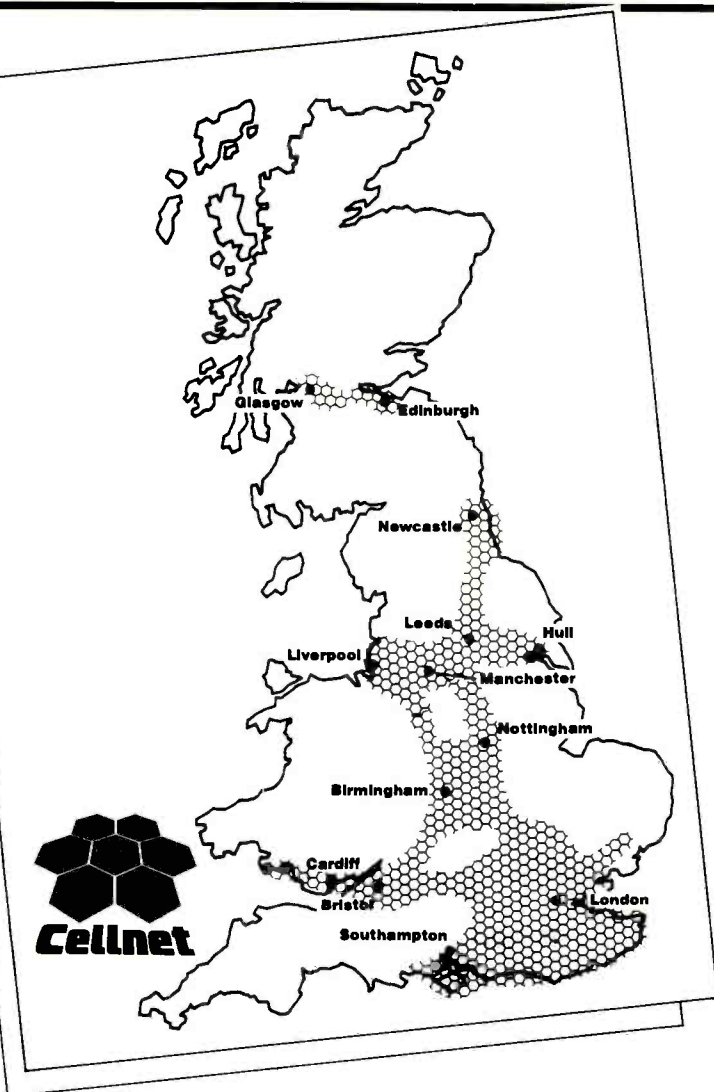 Glasgow
Edinburgh
Newcastle
Leeds
Hull
Liverpool
Manchester
Nottingham
Birmingham
Cardiff
Bristol
London
Southampton
Cellnet